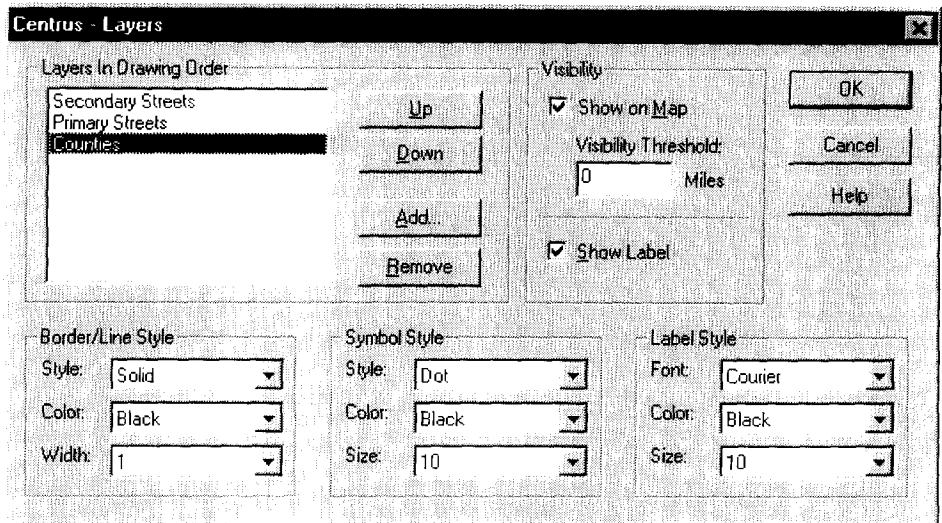 Centrus - Layers
Layers In Drawing Order
Secondary Streets
Primary Streets
Counties
Up
Down
Add...
Remove
Visibility
Show on Map
Visibility Threshold:
0 Miles
Show Label
OK
Cancel
Help
Border/Line Style
Style: Solid
Color: Black
Width: 1
Symbol Style
Style: Dot
Color: Black
Size: 10
Label Style
Font: Courier
Color: Black
Size: 10